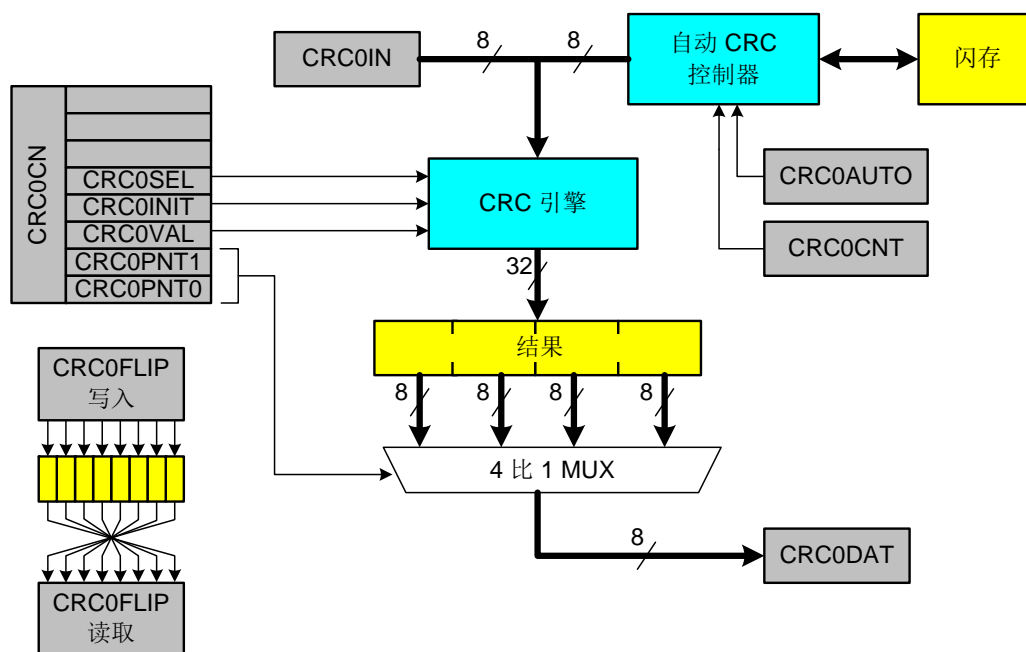 CRC0IN
8
8
自动 CRC
控制器
闪存
CRC0CN
CRC0SEL
CRC0INIT
CRC0VAL
CRC0PNT1
CRC0PNT0
CRC 引擎
CRC0AUTO
CRC0CNT
32
结果
8
8
8
8
4 比 1 MUX
8
CRC0DAT
CRC0FLIP
写入
CRC0FLIP
读取